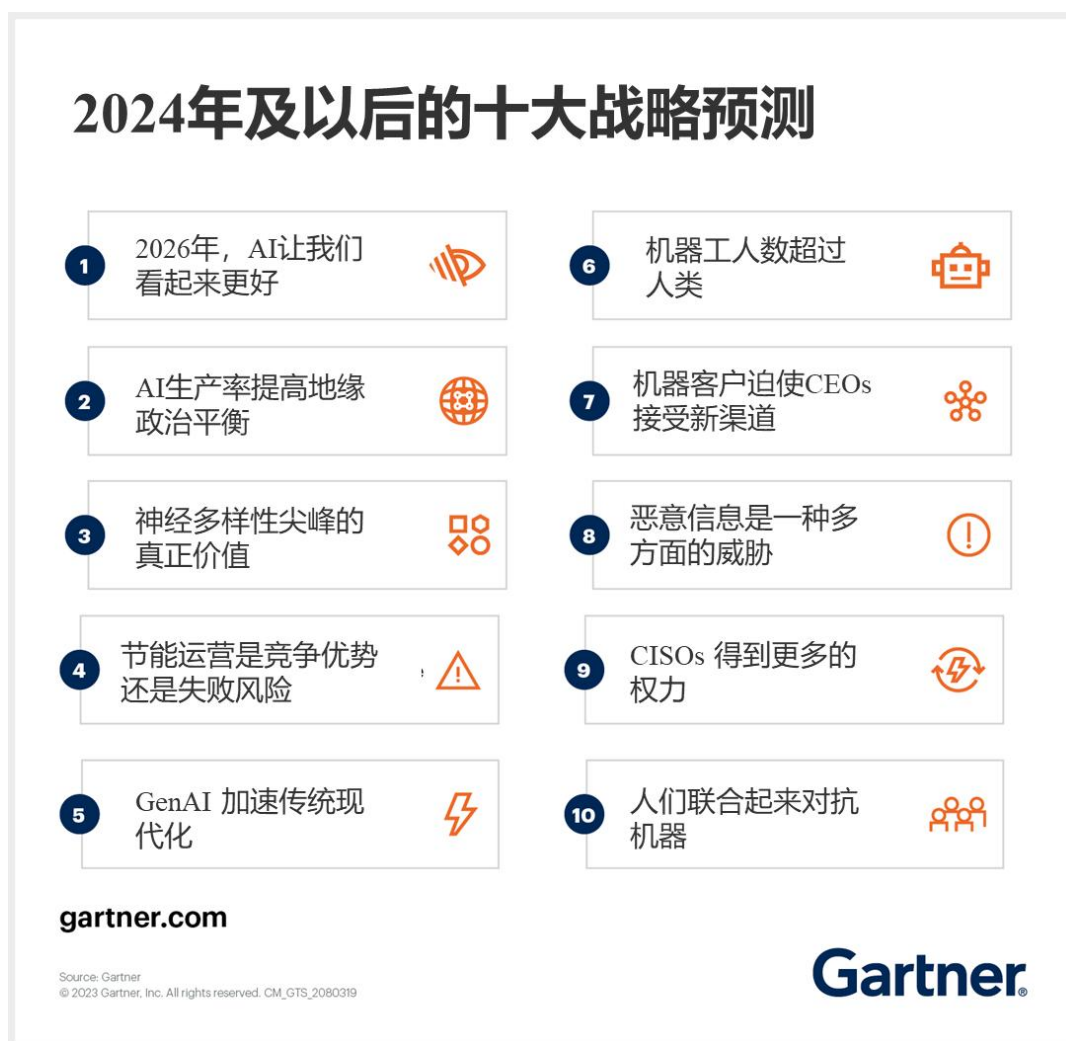 2024年及以后的十大战略预测
1
2026年，AI让我们
看起来更好
2
AI生产率提高地缘
政治平衡
3
神经多样性尖峰的
真正价值
4
节能运营是竞争优势
还是失败风险
5
GenAI 加速传统现
代化
6
机器工人数超过
人类
7
机器客户迫使CEOs
接受新渠道
8
恶意信息是一种多
方面的威胁
9
CISOs 得到更多的
权力
10
人们联合起来对抗
机器
gartner.com
Source: Gartner
© 2023 Gartner, Inc. All rights reserved. CM_GTS_2080319
Gartner®